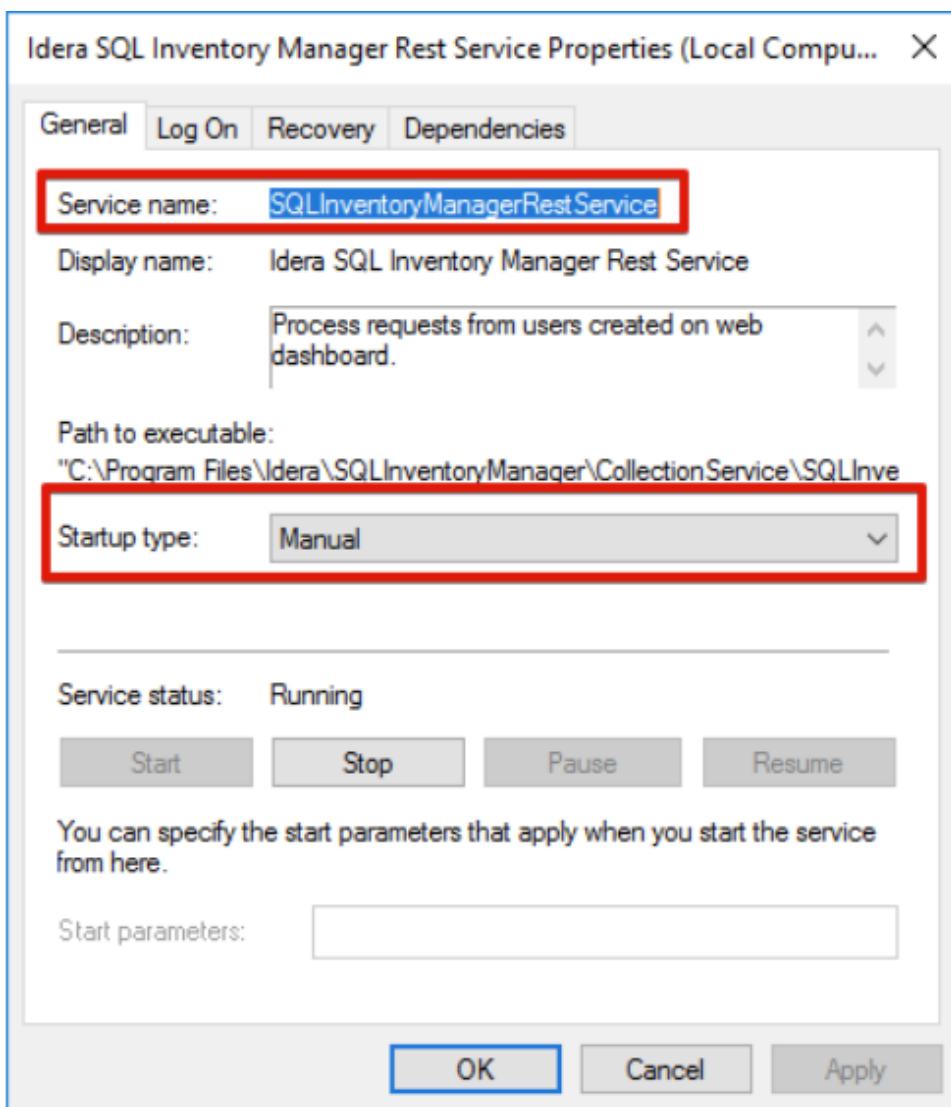 Idera SQL Inventory Manager Rest Service Properties (Local Compu...
General Log On Recovery Dependencies
Service name: SQLInventoryManagerRestService
Display name: Idera SQL Inventory Manager Rest Service
Description: Process requests from users created on web
dashboard.
Path to executable:
"C:\Program Files\Idera\SQLInventoryManager\CollectionService\SQLInve
Startup type: Manual
Service status: Running
Start Stop Pause Resume
You can specify the start parameters that apply when you start the service
from here.
Start parameters:
OK Cancel Apply